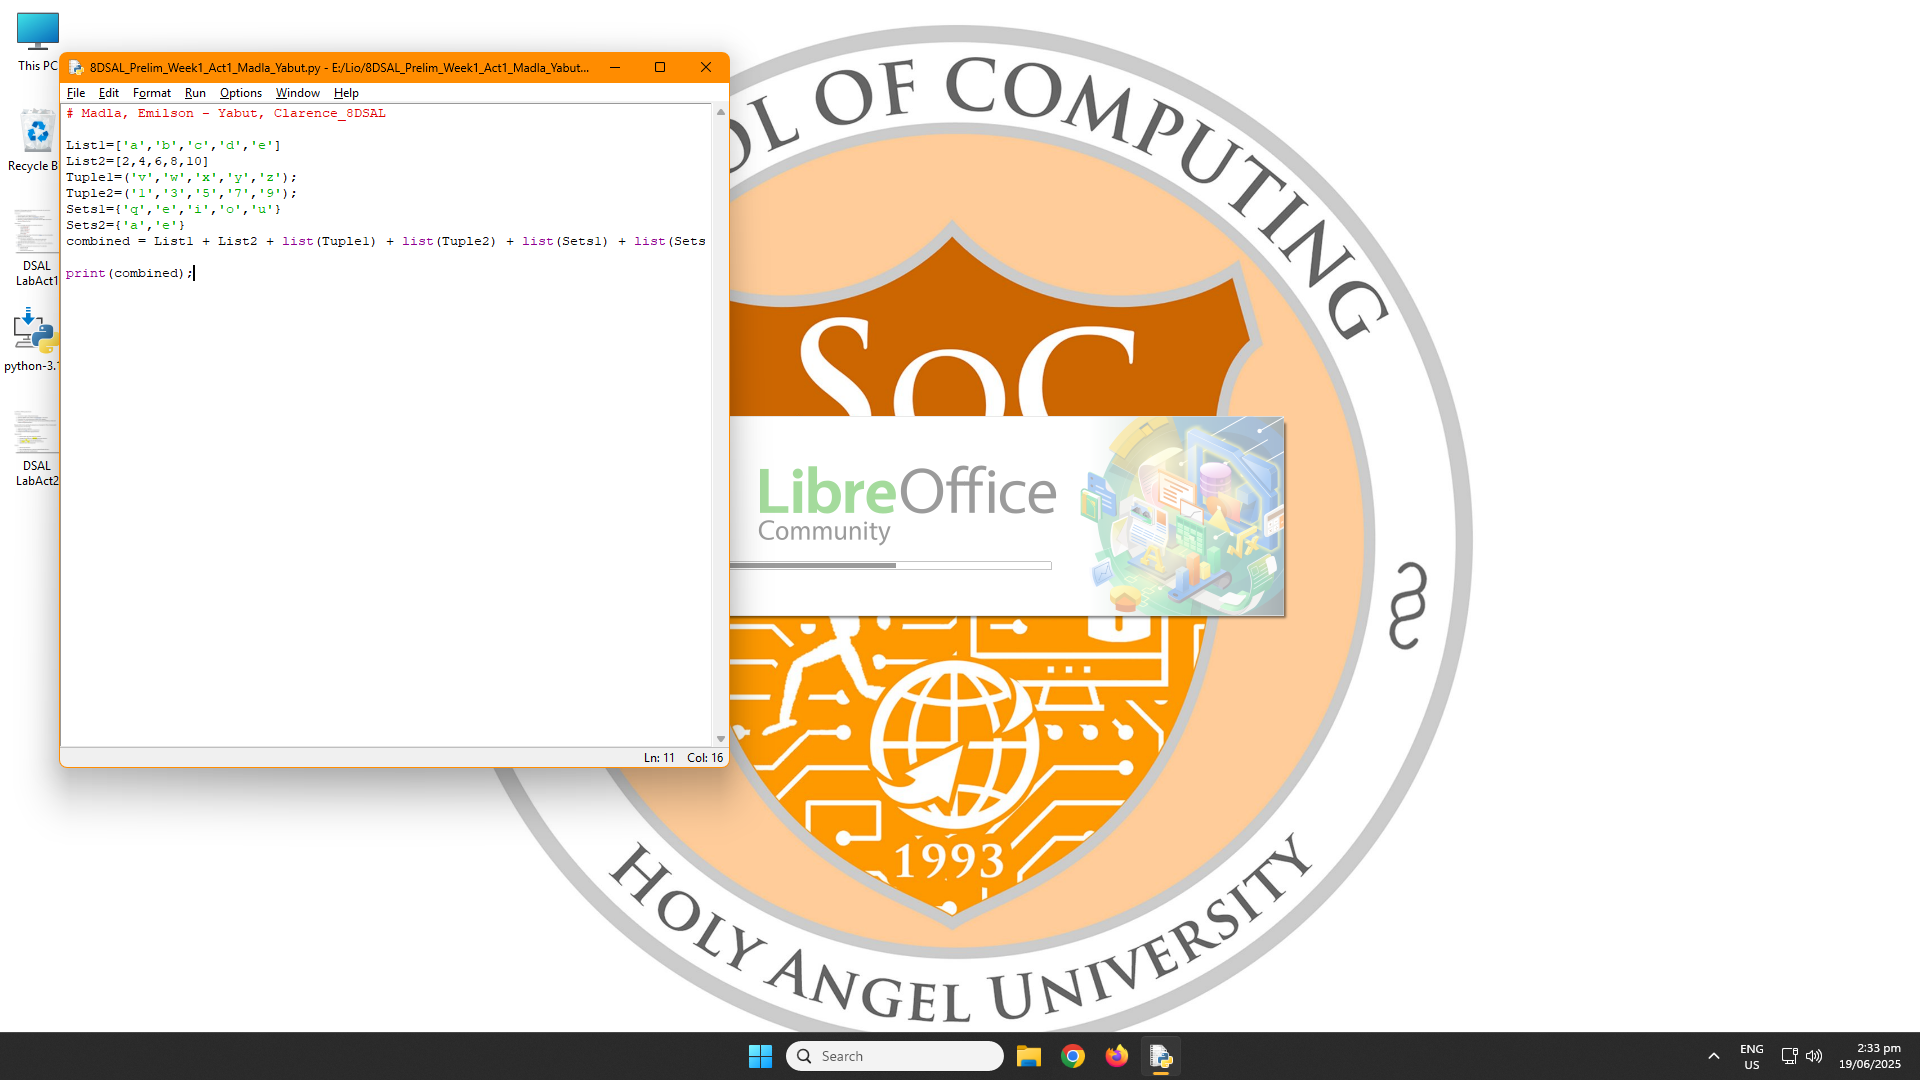 This PC
Recycle B
DSAL
LabAct1
python-3.
DSAL
LabAct2
8DSAL_Prelim_Week1_Act1_Madla_Yabut.py - E:/Lio/8DSAL_Prelim_Week1_Act1_Madla_Yabut...
File Edit Format Run Options Window Help
# Madla, Emilson - Yabut, Clarence_8DSAL
List1=['a','b','c','d','e']
List2=[2,4,6,8,10]
Tuple1=('v','w','x','y','z');
Tuple2=('1','3','5','7','9');
Sets1={'q','e','i','o','u'}
Sets2={'a','e'}
combined = List1 + List2 + list(Tuple1) + list(Tuple2) + list(Sets1) + list(Sets
print(combined);
Ln: 11 Col: 16
OL OF COMPUTING
SOC
LibreOffice
Community
1993
HOLY ANGEL UNIVERSITY
Search
ENG
US
2:33 pm
19/06/2025